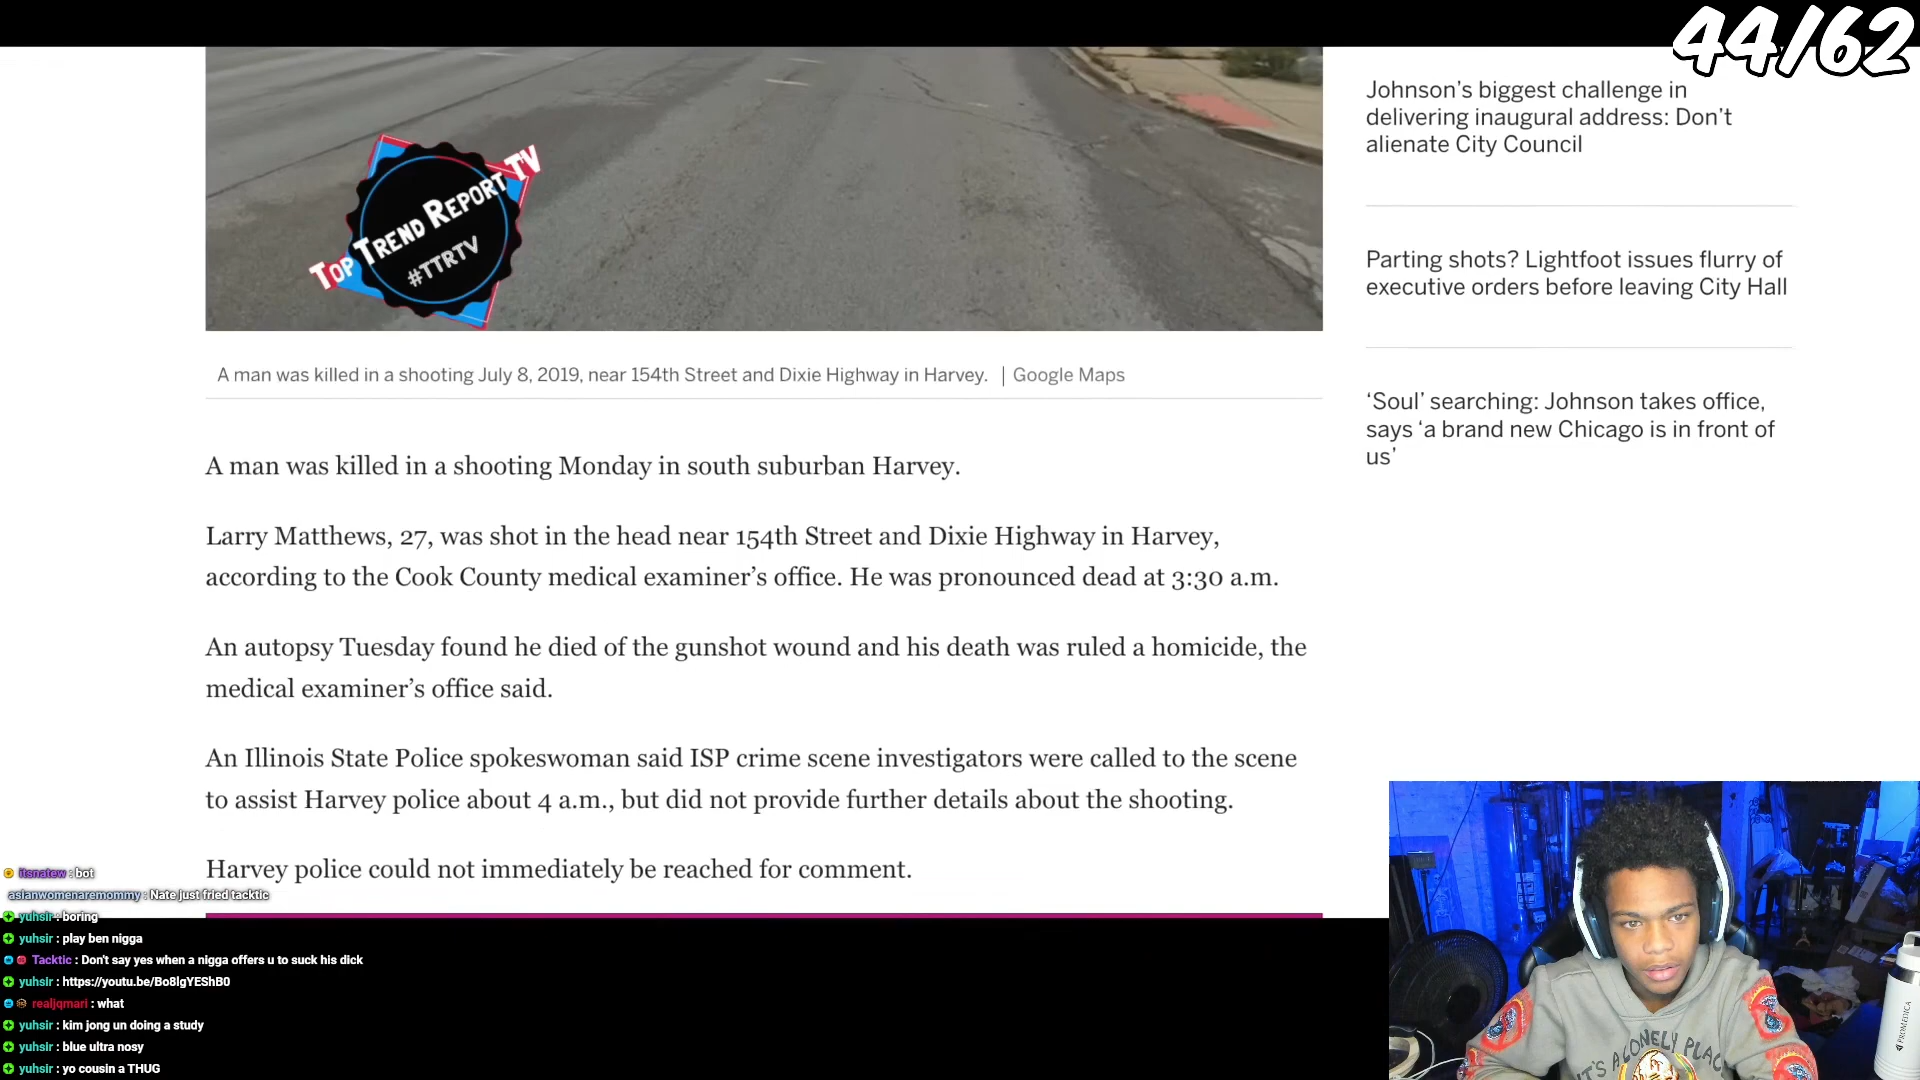 44/62
Johnson's biggest challenge in
delivering inaugural address: Don't
alienate City Council
TOP TREND REPORT TV
#TTRTV
Parting shots? Lightfoot issues flurry of
executive orders before leaving City Hall
A man was killed in a shooting July 8, 2019, near 154th Street and Dixie Highway in Harvey. | Google Maps
‘Soul’ searching: Johnson takes office,
says ‘a brand new Chicago is in front of
us’
A man was killed in a shooting Monday in south suburban Harvey.
Larry Matthews, 27, was shot in the head near 154th Street and Dixie Highway in Harvey,
according to the Cook County medical examiner’s office. He was pronounced dead at 3:30 a.m.
An autopsy Tuesday found he died of the gunshot wound and his death was ruled a homicide, the
medical examiner’s office said.
An Illinois State Police spokeswoman said ISP crime scene investigators were called to the scene
to assist Harvey police about 4 a.m., but did not provide further details about the shooting.
Harvey police could not immediately be reached for comment.
itsnatew : bot
asianwomenaremommy : Nate just fried tacktic
yuhsir : boring
yuhsir : play ben nigga
Tacktic : Don't say yes when a nigga offers u to suck his dick
yuhsir : https://youtu.be/Bo8lgYEShB0
realjqmari : what
yuhsir : kim jong un doing a study
yuhsir : blue ultra nosy
yuhsir : yo cousin a THUG
IT'S A LONELY PLAC
PROMEDICA